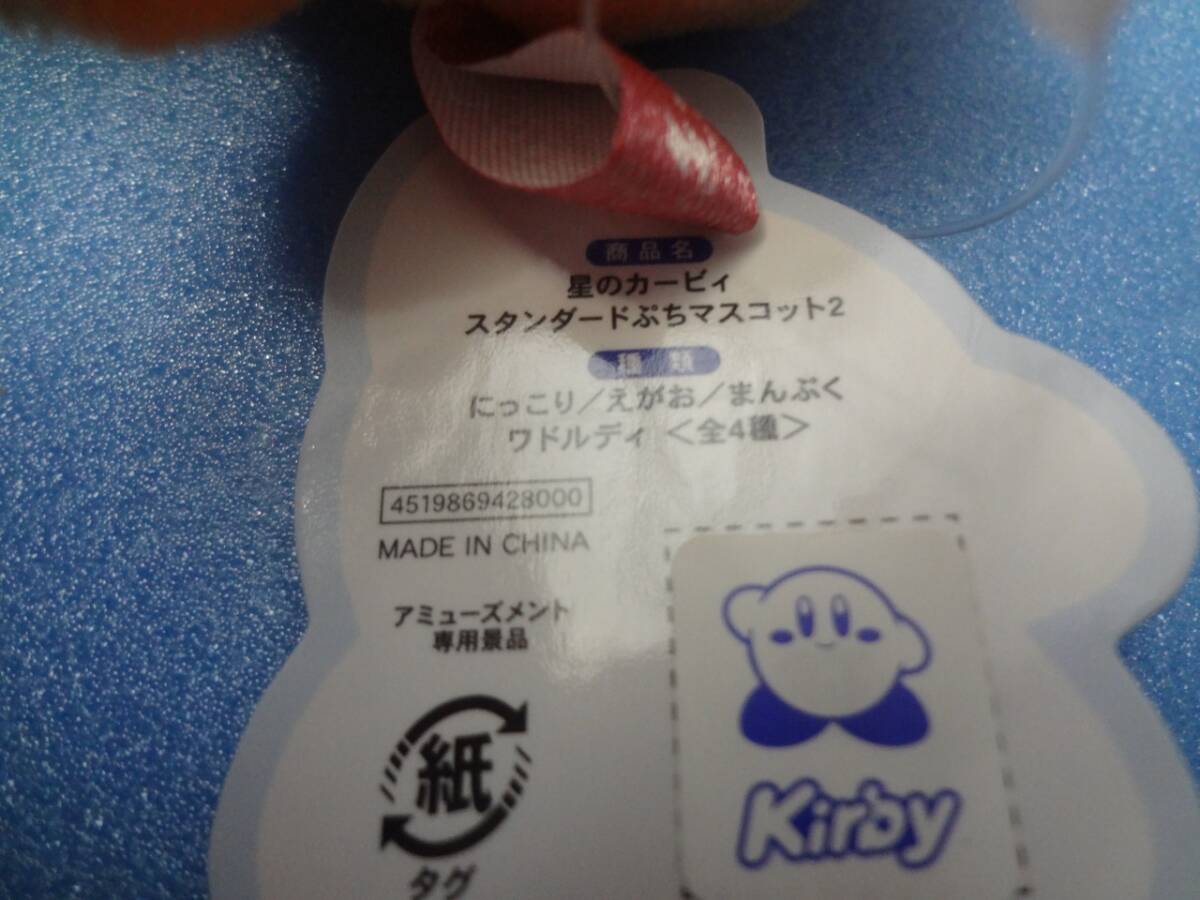 商品名
星のカービィ
スタンダードぷちマスコット2
種類
にっこり／えがお／まんぷく
ワドルディ ＜全4種＞
4519869428000
MADE IN CHINA
アミューズメント
専用景品
紙
タグ
Kirby